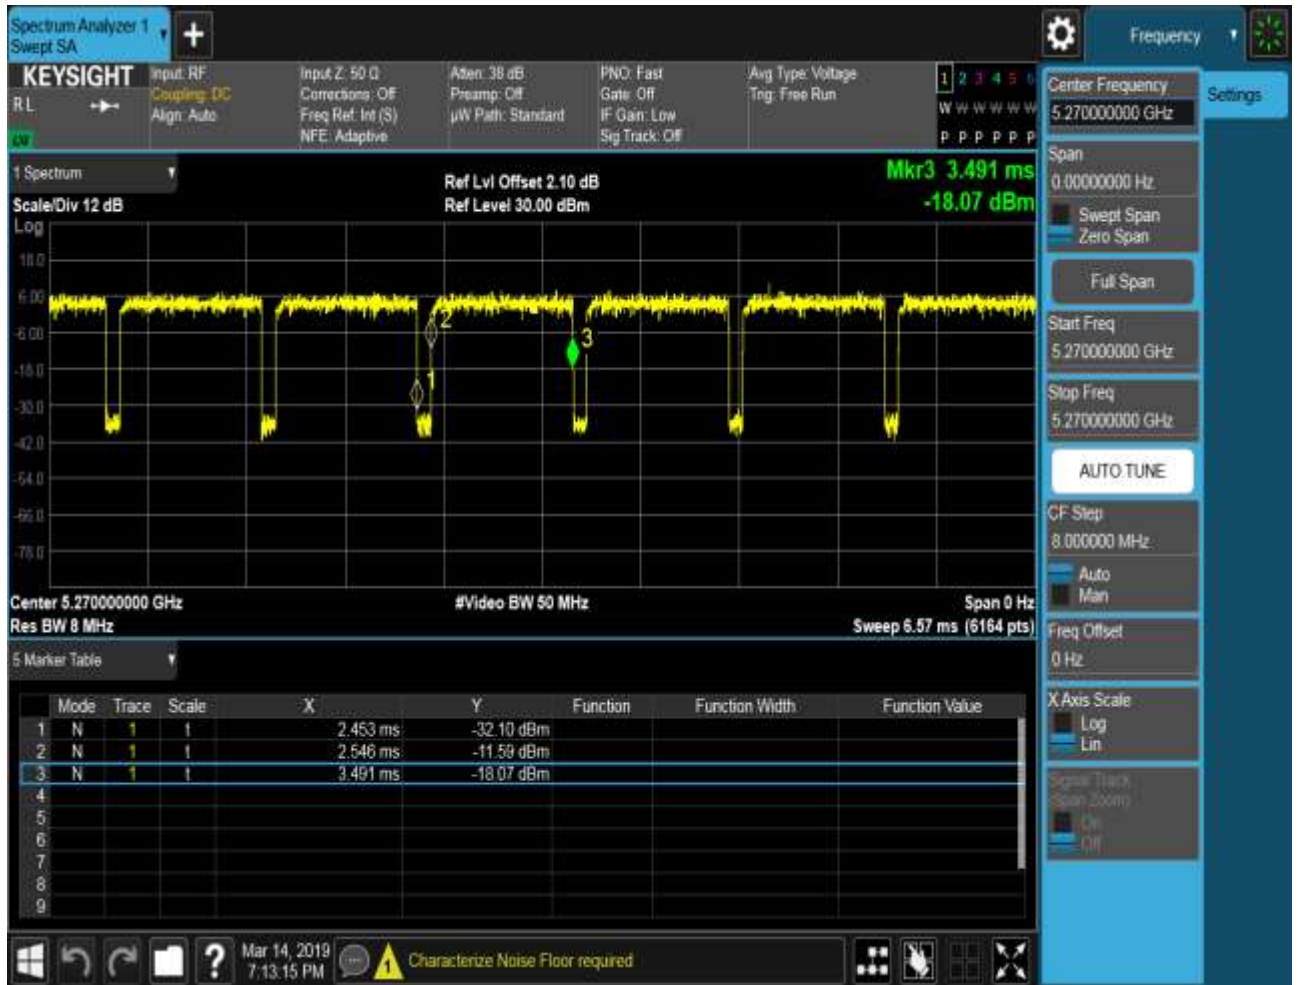 Spectrum Analyzer 1
Swept SA
Frequency
KEYSIGHT
R L
Input: RF
Coupling: DC
Align: Auto
Input Z: 50 Ω
Corrections: Off
Freq Ref: Int (S)
NFE: Adaptive
Atten: 38 dB
Preamp: Off
µW Path: Standard
PNO: Fast
Gate: Off
IF Gain: Low
Sig Track: Off
Avg Type: Voltage
Trig: Free Run
1 2 3 4 5 6
W W W W W W
P P P P P P
1 Spectrum
Scale/Div 12 dB
Ref Lvl Offset 2.10 dB
Ref Level 30.00 dBm
Mkr3 3.491 ms
-18.07 dBm
Log
18.0
6.00
-6.00
-18.0
-30.0
-42.0
-54.0
-66.0
-78.0
1
2
3
Center 5.270000000 GHz
#Video BW 50 MHz
Span 0 Hz
Res BW 8 MHz
Sweep 6.57 ms (6164 pts)
5 Marker Table
Mode Trace Scale X Y Function Function Width Function Value
1 N 1 t 2.453 ms -32.10 dBm
2 N 1 t 2.546 ms -11.59 dBm
3 N 1 t 3.491 ms -18.07 dBm
4
5
6
7
8
9
Center Frequency
5.270000000 GHz
Settings
Span
0.00000000 Hz
Swept Span
Zero Span
Full Span
Start Freq
5.270000000 GHz
Stop Freq
5.270000000 GHz
AUTO TUNE
CF Step
8.000000 MHz
Auto
Man
Freq Offset
0 Hz
X Axis Scale
Log
Lin
Signal Track
(Span Zoom)
On
Off
?
Mar 14, 2019
7:13:15 PM
1
Characterize Noise Floor required